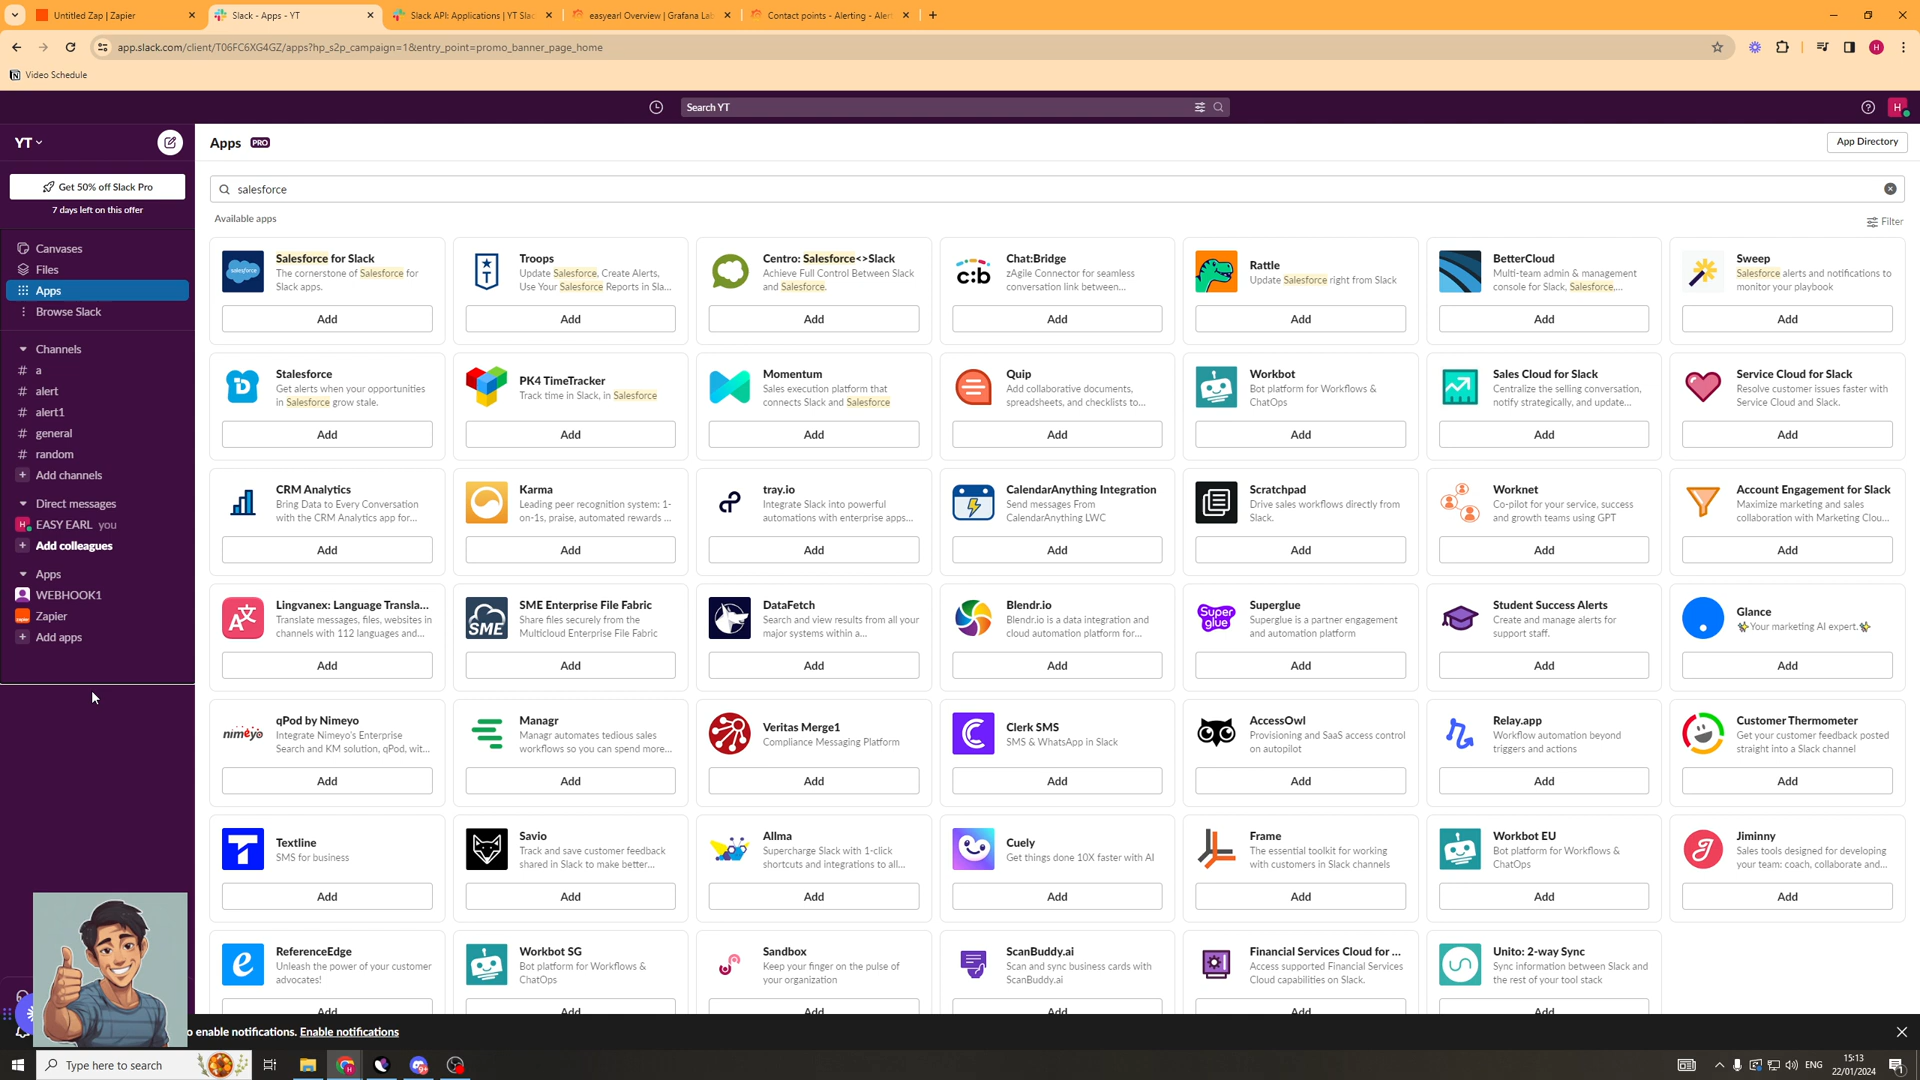 Untitled Zap | Zapier
Slack - Apps - YT
Slack API: Applications | YT Slac
easyearl Overview | Grafana Lab
Contact points - Alerting - Aler
app.slack.com/client/T06FC6XG4GZ/apps?hp_s2p_campaign=1&entry_point=promo_banner_page_home
H
Video Schedule
Search YT
H
YT
Get 50% off Slack Pro
7 days left on this offer
Canvases
Files
Apps
Browse Slack
Channels
# a
# alert
# alert1
# general
# random
+ Add channels
Direct messages
H EASY EARL you
+ Add colleagues
Apps
WEBHOOK1
Zapier
+ Add apps
Apps PRO
App Directory
salesforce
Available apps
Filter
Salesforce for Slack
The cornerstone of Salesforce for
Slack apps.
Add
Troops
Update Salesforce, Create Alerts,
Use Your Salesforce Reports in Sla...
Add
Centro: Salesforce<>Slack
Achieve Full Control Between Slack
and Salesforce.
Add
c:b
Chat:Bridge
zAgile Connector for seamless
conversation link between...
Add
Rattle
Update Salesforce right from Slack
Add
BetterCloud
Multi-team admin & management
console for Slack, Salesforce,...
Add
Sweep
Salesforce alerts and notifications to
monitor your playbook
Add
Stalesforce
Get alerts when your opportunities
in Salesforce grow stale.
Add
PK4 TimeTracker
Track time in Slack, in Salesforce
Add
Momentum
Sales execution platform that
connects Slack and Salesforce
Add
Quip
Add collaborative documents,
spreadsheets, and checklists to...
Add
Workbot
Bot platform for Workflows &
ChatOps
Add
Sales Cloud for Slack
Centralize the selling conversation,
notify strategically, and update...
Add
Service Cloud for Slack
Resolve customer issues faster with
Service Cloud and Slack.
Add
CRM Analytics
Bring Data to Every Conversation
with the CRM Analytics app for...
Add
Karma
Leading peer recognition system: 1-
on-1s, praise, automated rewards ...
Add
tray.io
Integrate Slack into powerful
automations with enterprise apps...
Add
CalendarAnything Integration
Send messages From
CalendarAnything LWC
Add
Scratchpad
Drive sales workflows directly from
Slack.
Add
Worknet
Co-pilot for your service, success
and growth teams using GPT
Add
Account Engagement for Slack
Maximize marketing and sales
collaboration with Marketing Clou...
Add
Lingvanex: Language Transla...
Translate messages, files, websites in
channels with 112 languages and...
Add
SME
SME Enterprise File Fabric
Share files securely from the
Multicloud Enterprise File Fabric
Add
DataFetch
Search and view results from all your
major systems within a...
Add
Blendr.io
Blendr.io is a data integration and
cloud automation platform for...
Add
Super glue
Superglue
Superglue is a partner engagement
and automation platform
Add
Student Success Alerts
Create and manage alerts for
support staff.
Add
Glance
✨Your marketing AI expert.✨
Add
nimeyo
qPod by Nimeyo
Integrate Nimeyo's Enterprise
Search and KM solution, qPod, wit...
Add
Managr
Managr automates tedious sales
workflows so you can spend more...
Add
Veritas Merge1
Compliance Messaging Platform
Add
Clerk SMS
SMS & WhatsApp in Slack
Add
AccessOwl
Provisioning and SaaS access control
on autopilot
Add
Relay.app
Workflow automation beyond
triggers and actions
Add
Customer Thermometer
Get your customer feedback posted
straight into a Slack channel
Add
Textline
SMS for business
Add
Savio
Track and save customer feedback
shared in Slack to make better...
Add
Allma
Supercharge Slack with 1-click
shortcuts and integrations to all...
Add
Cuely
Get things done 10X faster with AI
Add
Frame
The essential toolkit for working
with customers in Slack channels
Add
Workbot EU
Bot platform for Workflows &
ChatOps
Add
Jiminny
Sales tools designed for developing
your team: coach, collaborate and...
Add
ReferenceEdge
Unleash the power of your customer
advocates!
Add
Workbot SG
Bot platform for Workflows &
ChatOps
Add
Sandbox
Keep your finger on the pulse of
your organization
Add
ScanBuddy.ai
Scan and sync business cards with
ScanBuddy.ai
Add
Financial Services Cloud for ...
Access supported Financial Services
Cloud capabilities on Slack.
Add
Unito: 2-way Sync
Sync information between Slack and
the rest of your tool stack
Add
o enable notifications. Enable notifications
Type here to search
ENG
15:13
22/01/2024